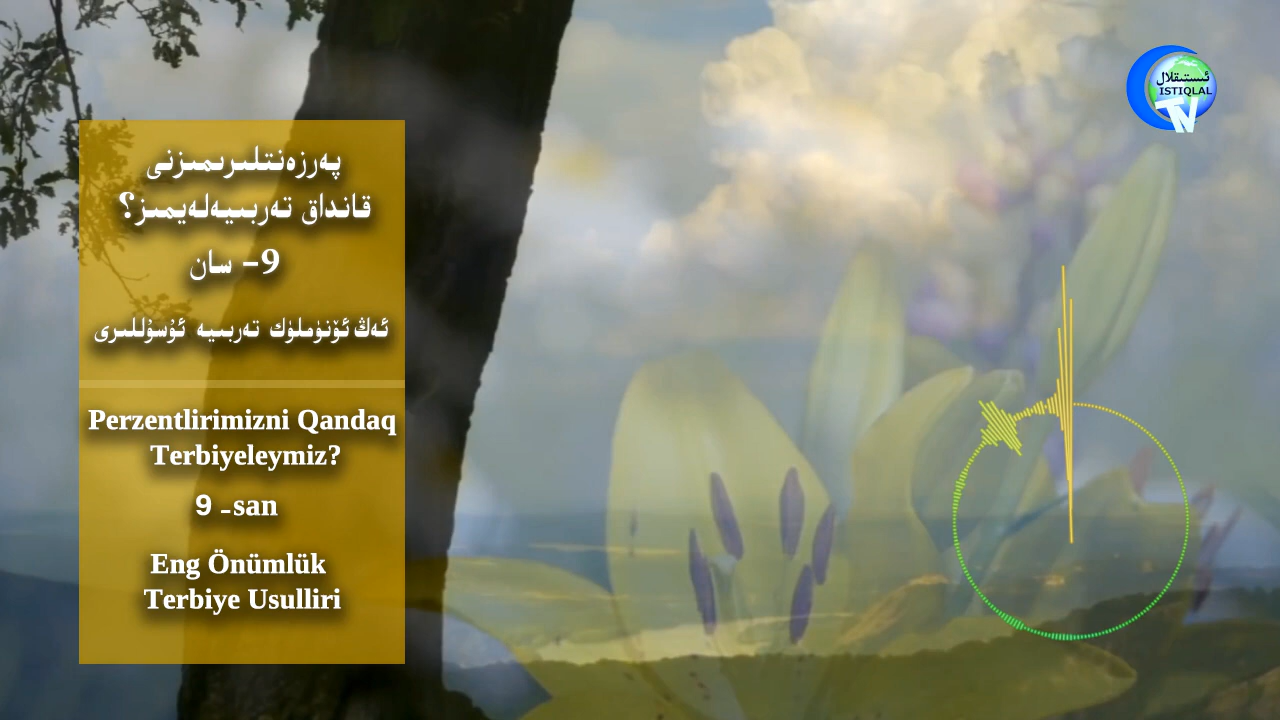 پەرزەنتلىرىمىزنى
قانداق تەربىيەلەيمىز؟
9- سان
ئەڭ ئۈنۈملۈك تەربىيە ئۇسۇللىرى
Perzentlirimizni Qandaq
Terbiyeleymiz?
9 -san
Eng Önümlük
Terbiye Usulliri
ئىستىقلال
ISTIQLAL
TV